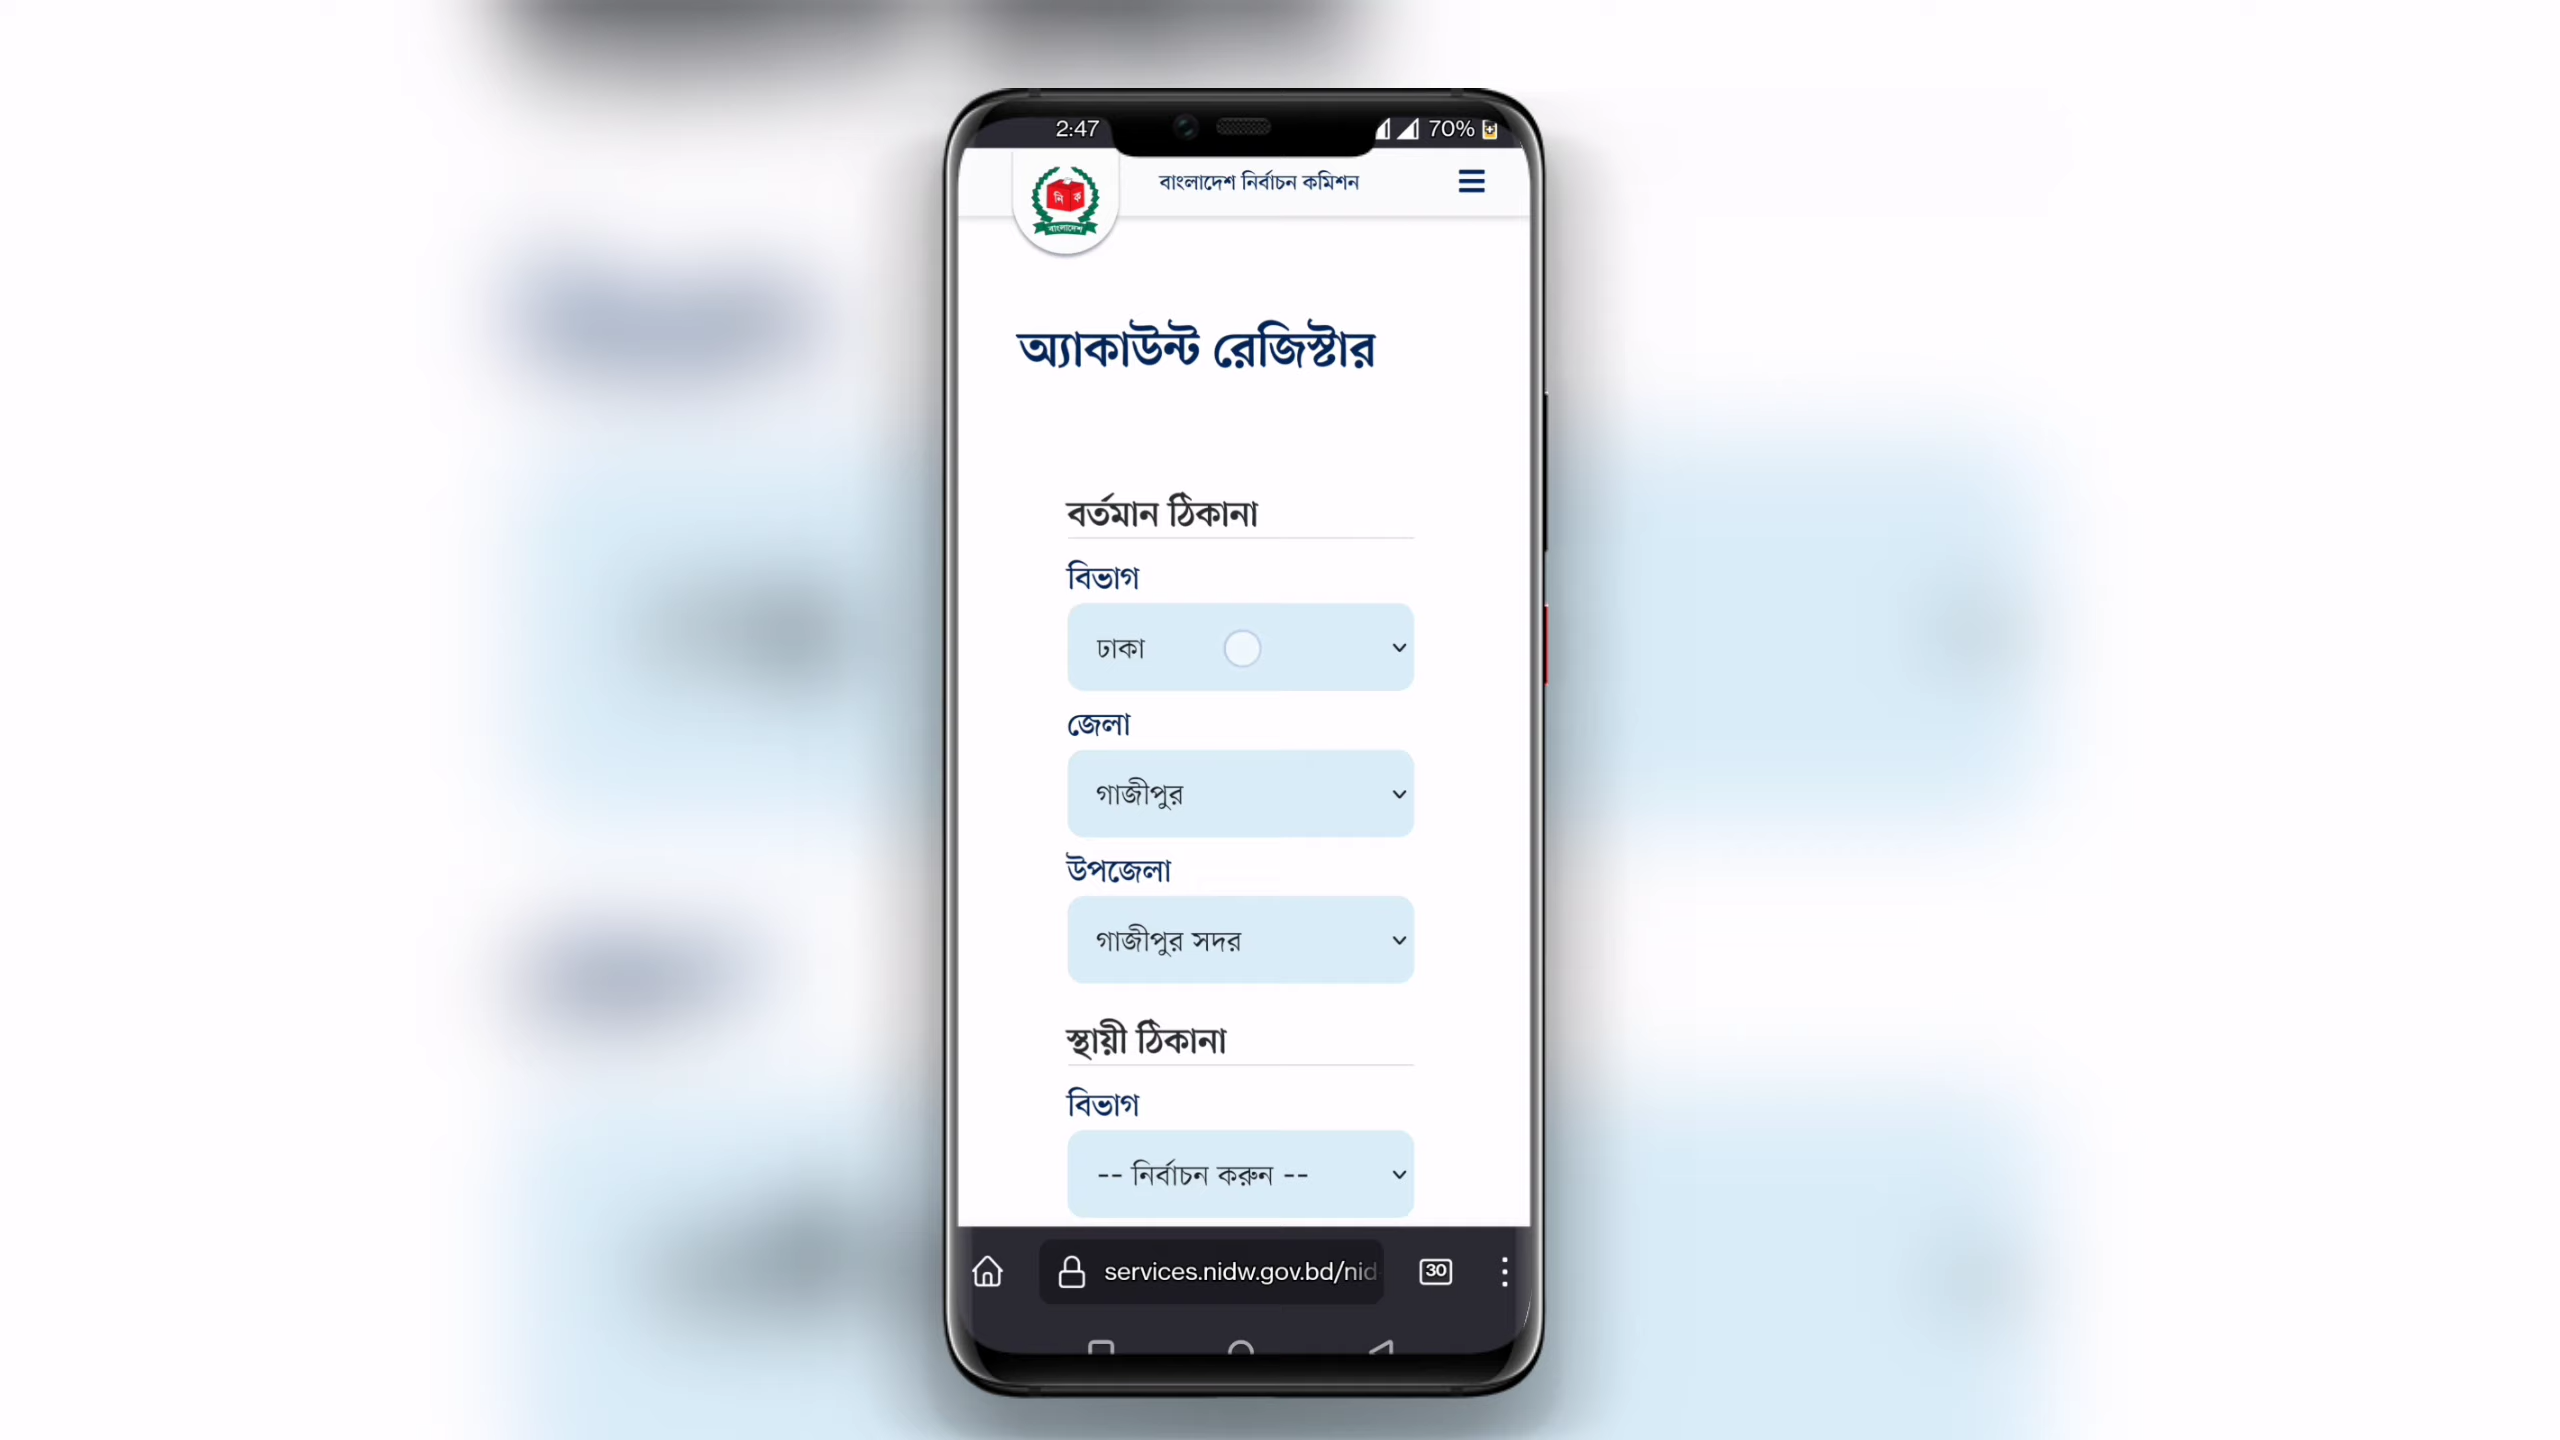 2:47
70%
বাংলাদেশ নির্বাচন কমিশন
নি ক
বাংলাদেশ
অ্যাকাউন্ট রেজিস্টার
বর্তমান ঠিকানা
বিভাগ
ঢাকা
জেলা
গাজীপুর
উপজেলা
গাজীপুর সদর
স্থায়ী ঠিকানা
বিভাগ
-- নির্বাচন করুন --
services.nidw.gov.bd/nid
30